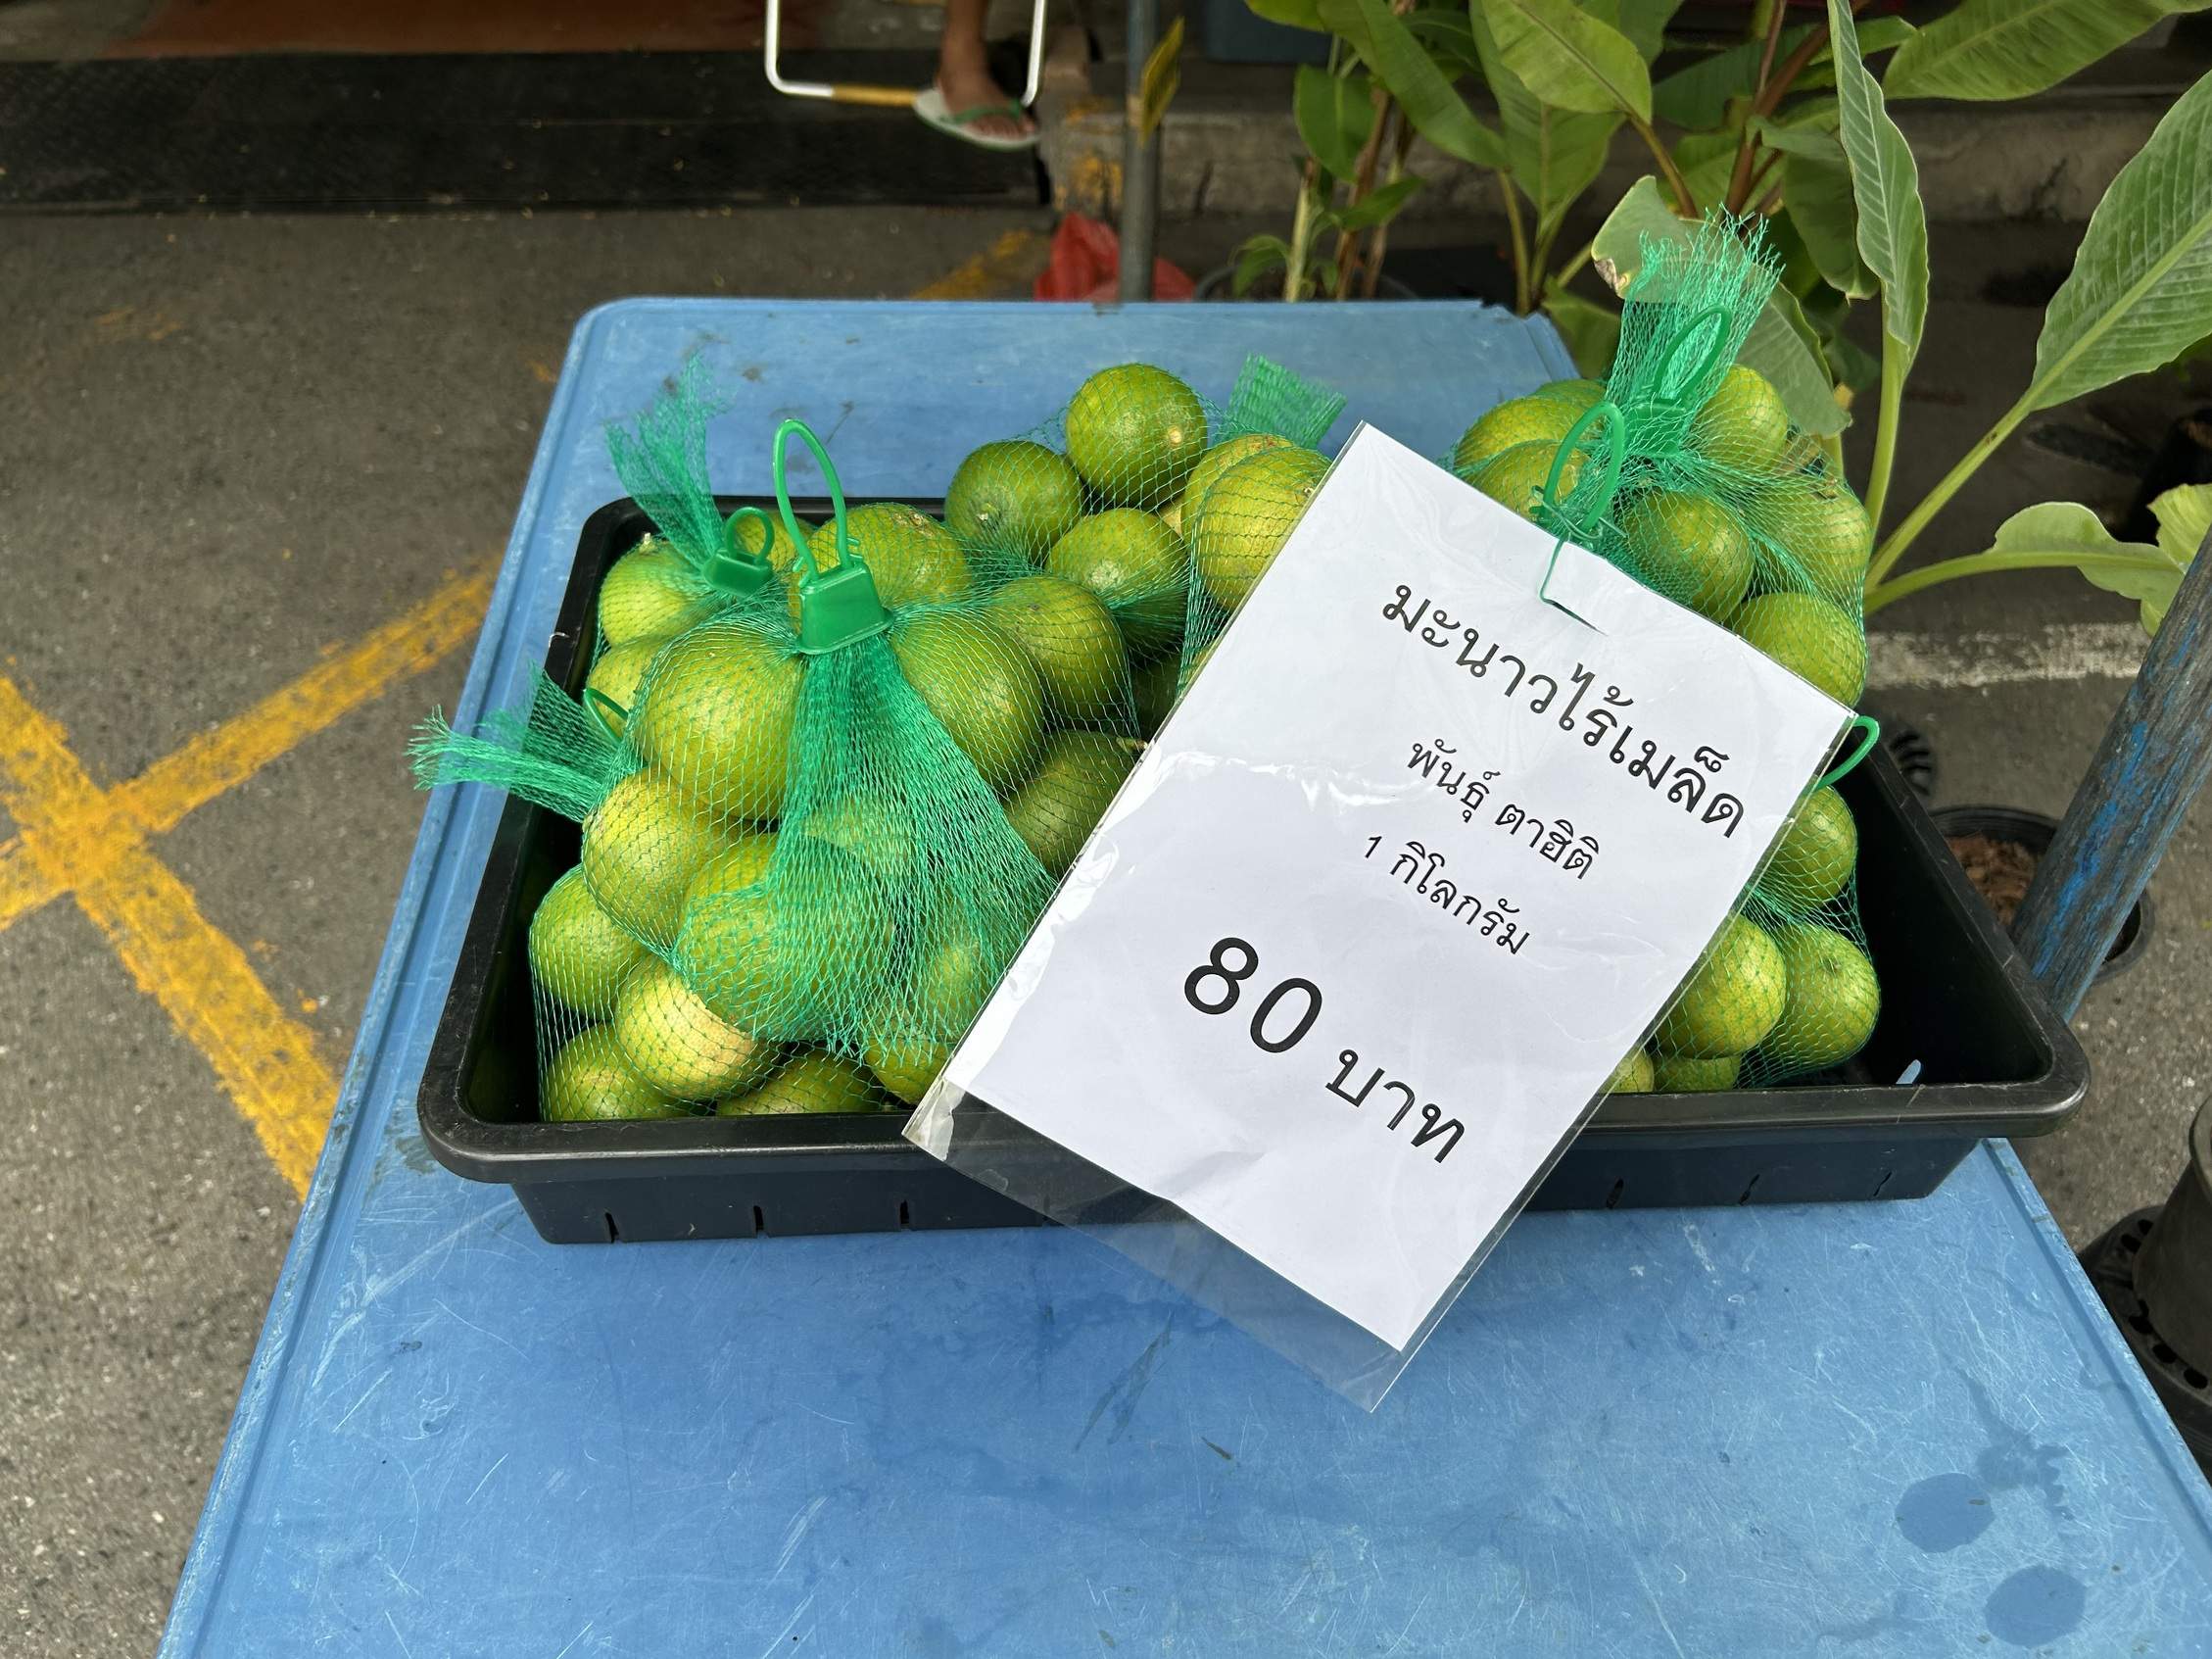 มะนาวไร้เมล็ด
พันธุ์ ตาฮิติ
1 กิโลกรัม
80 บาท